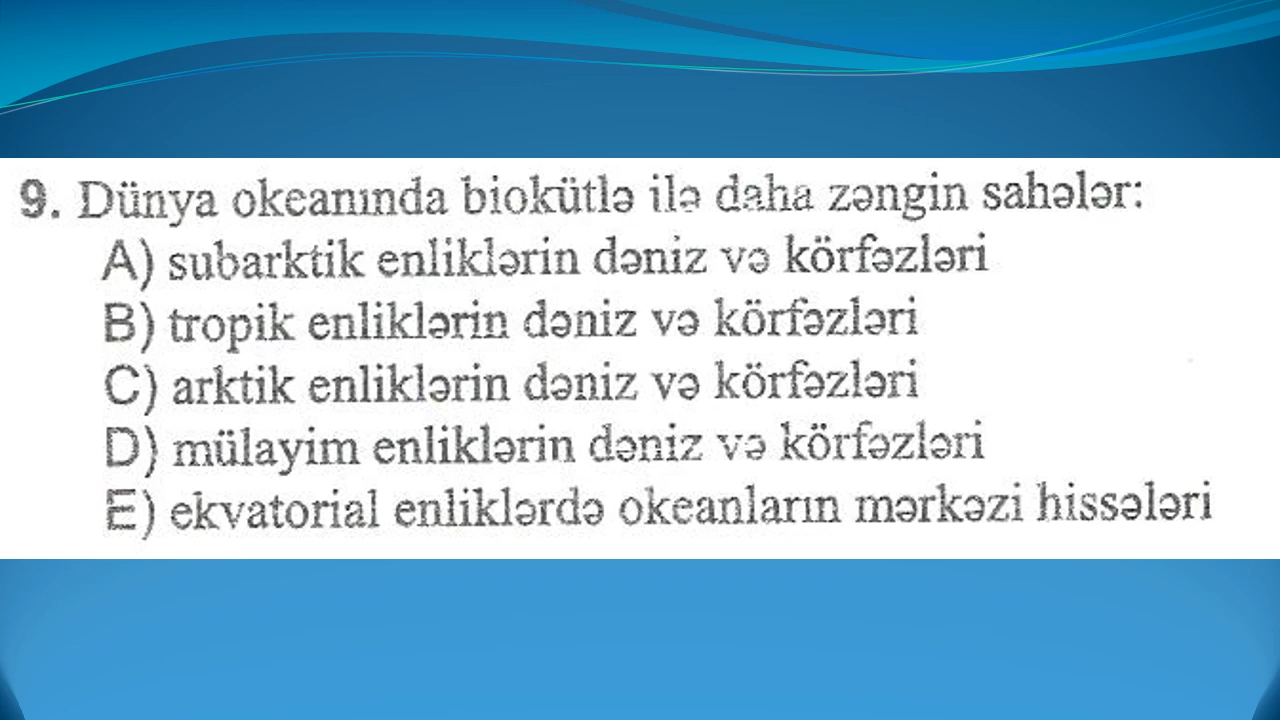 9. Dünya okeanında biokütlə ilə daha zəngin sahələr:
A) subarktik enliklərin dəniz və körfəzləri
B) tropik enliklərin dəniz və körfəzləri
C) arktik enliklərin dəniz və körfəzləri
D) mülayim enliklərin dəniz və körfəzləri
E) ekvatorial enliklərdə okeanların mərkəzi hissələri